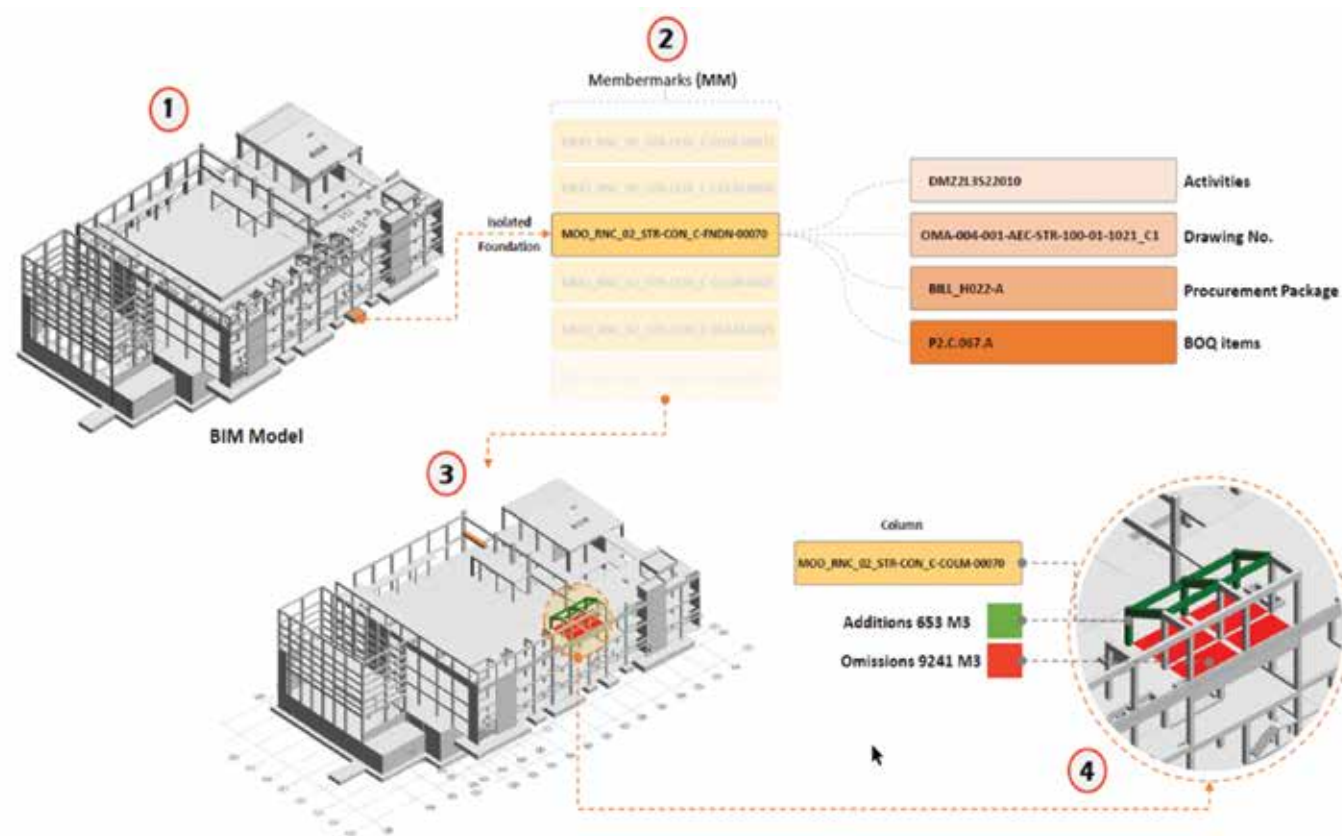 1
2
Membermarks (MM)
Isolated
Foundation
MOO_RNC_02_STR-CON_C-FNDN-00070
DMZ2L3S22010
Activities
OMA-004-001-AEC-STR-100-01-1021_C1
Drawing No.
BILL_H022-A
Procurement Package
P2.C.067.A
BOQ items
BIM Model
3
Column
MOO_RNC_02_STR-CON_C-COLM-00070
Additions 653 M3
Omissions 9241 M3
4